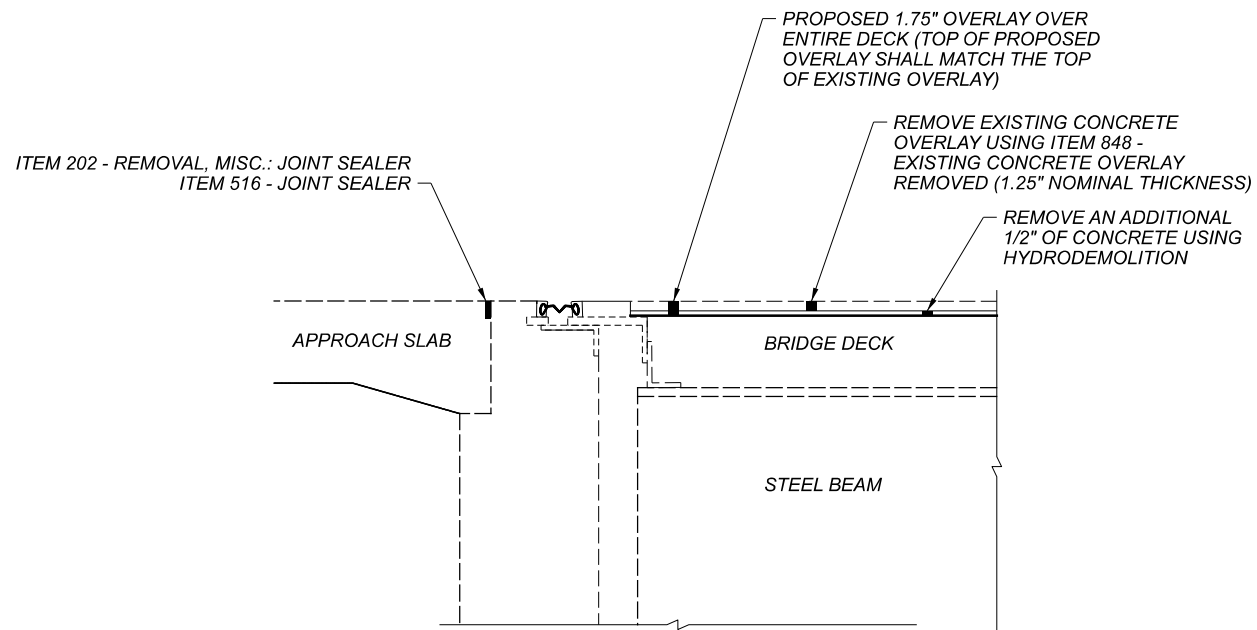 PROPOSED 1.75" OVERLAY OVER
ENTIRE DECK (TOP OF PROPOSED
OVERLAY SHALL MATCH THE TOP
OF EXISTING OVERLAY)
REMOVE EXISTING CONCRETE
OVERLAY USING ITEM 848 -
EXISTING CONCRETE OVERLAY
REMOVED (1.25" NOMINAL THICKNESS)
ITEM 202 - REMOVAL, MISC.: JOINT SEALER
ITEM 516 - JOINT SEALER
REMOVE AN ADDITIONAL
1/2" OF CONCRETE USING
HYDRODEMOLITION
APPROACH SLAB
BRIDGE DECK
STEEL BEAM